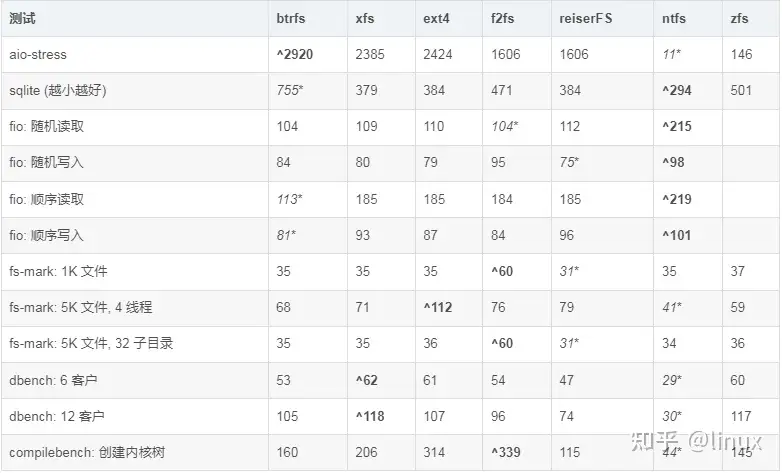 测试 btrfs xfs ext4 f2fs reiserFS ntfs zfs
aio-stress ^2920 2385 2424 1606 1606 11* 146
sqlite (越小越好) 755* 379 384 471 384 ^294 501
fio: 随机读取 104 109 110 104* 112 ^215
fio: 随机写入 84 80 79 95 75* ^98
fio: 顺序读取 113* 185 185 184 185 ^219
fio: 顺序写入 81* 93 87 84 96 ^101
fs-mark: 1K 文件 35 35 35 ^60 31* 35 37
fs-mark: 5K 文件, 4 线程 68 71 ^112 76 79 41* 59
fs-mark: 5K 文件, 32 子目录 35 35 36 ^60 31* 34 36
dbench: 6 客户 53 ^62 61 54 47 29* 60
dbench: 12 客户 105 ^118 107 96 74 30* 117
compilebench: 创建内核树 160 206 314 ^339 115 44* 145
知乎 @linux